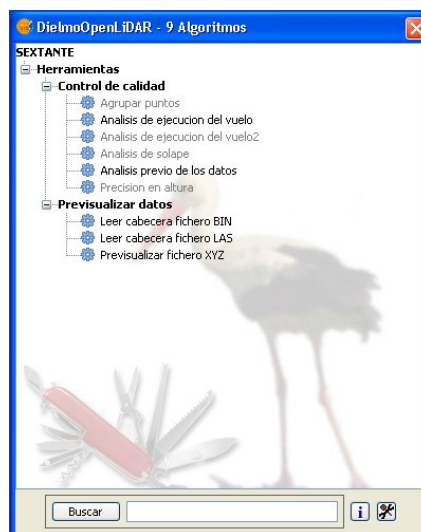 DielmoOpenLiDAR - 9 Algoritmos
SEXTANTE
Herramientas
Control de calidad
Agrupar puntos
Analisis de ejecucion del vuelo
Analisis de ejecucion del vuelo2
Analisis de solape
Analisis previo de los datos
Precision en altura
Previsualizar datos
Leer cabecera fichero BIN
Leer cabecera fichero LAS
Previsualizar fichero XYZ
Buscar